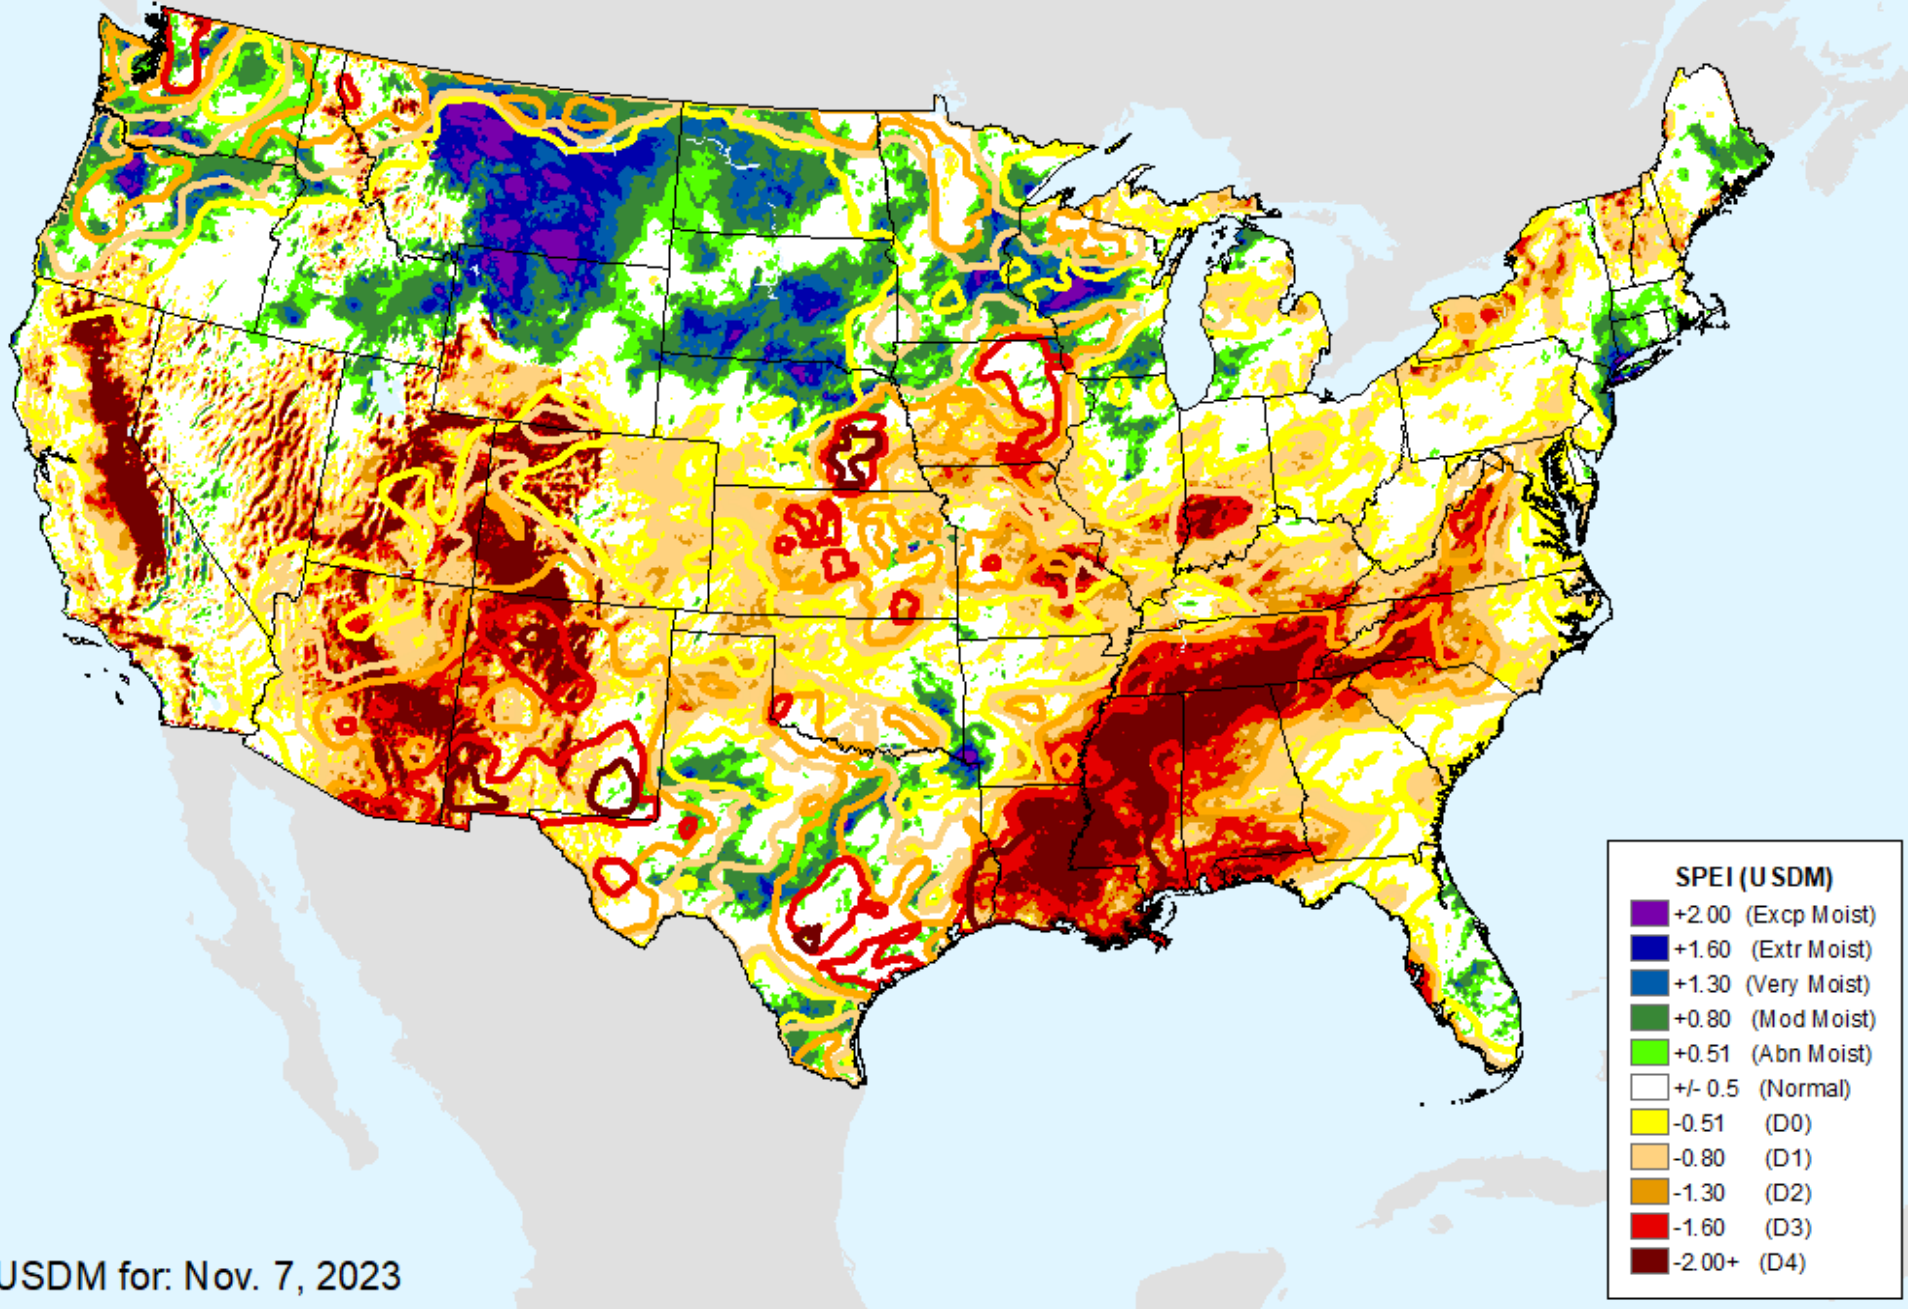 SPEI (USDM)
+2.00 (Excp Moist)
+1.60 (Extr Moist)
+1.30 (Very Moist)
+0.80 (Mod Moist)
+0.51 (Abn Moist)
+/- 0.5 (Normal)
-0.51 (D0)
-0.80 (D1)
-1.30 (D2)
-1.60 (D3)
-2.00+ (D4)
USDM for: Nov. 7, 2023